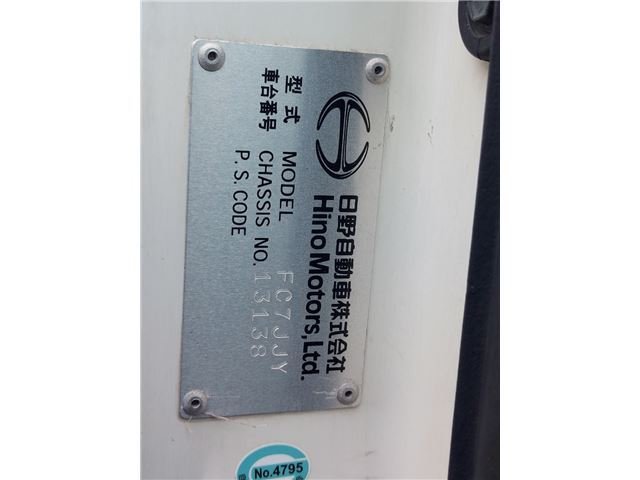 日野自動車株式会社
Hino Motors, Ltd.
型式 MODEL FC7JJY
車台番号 CHASSIS NO. 13138
P. S. CODE
No.4795